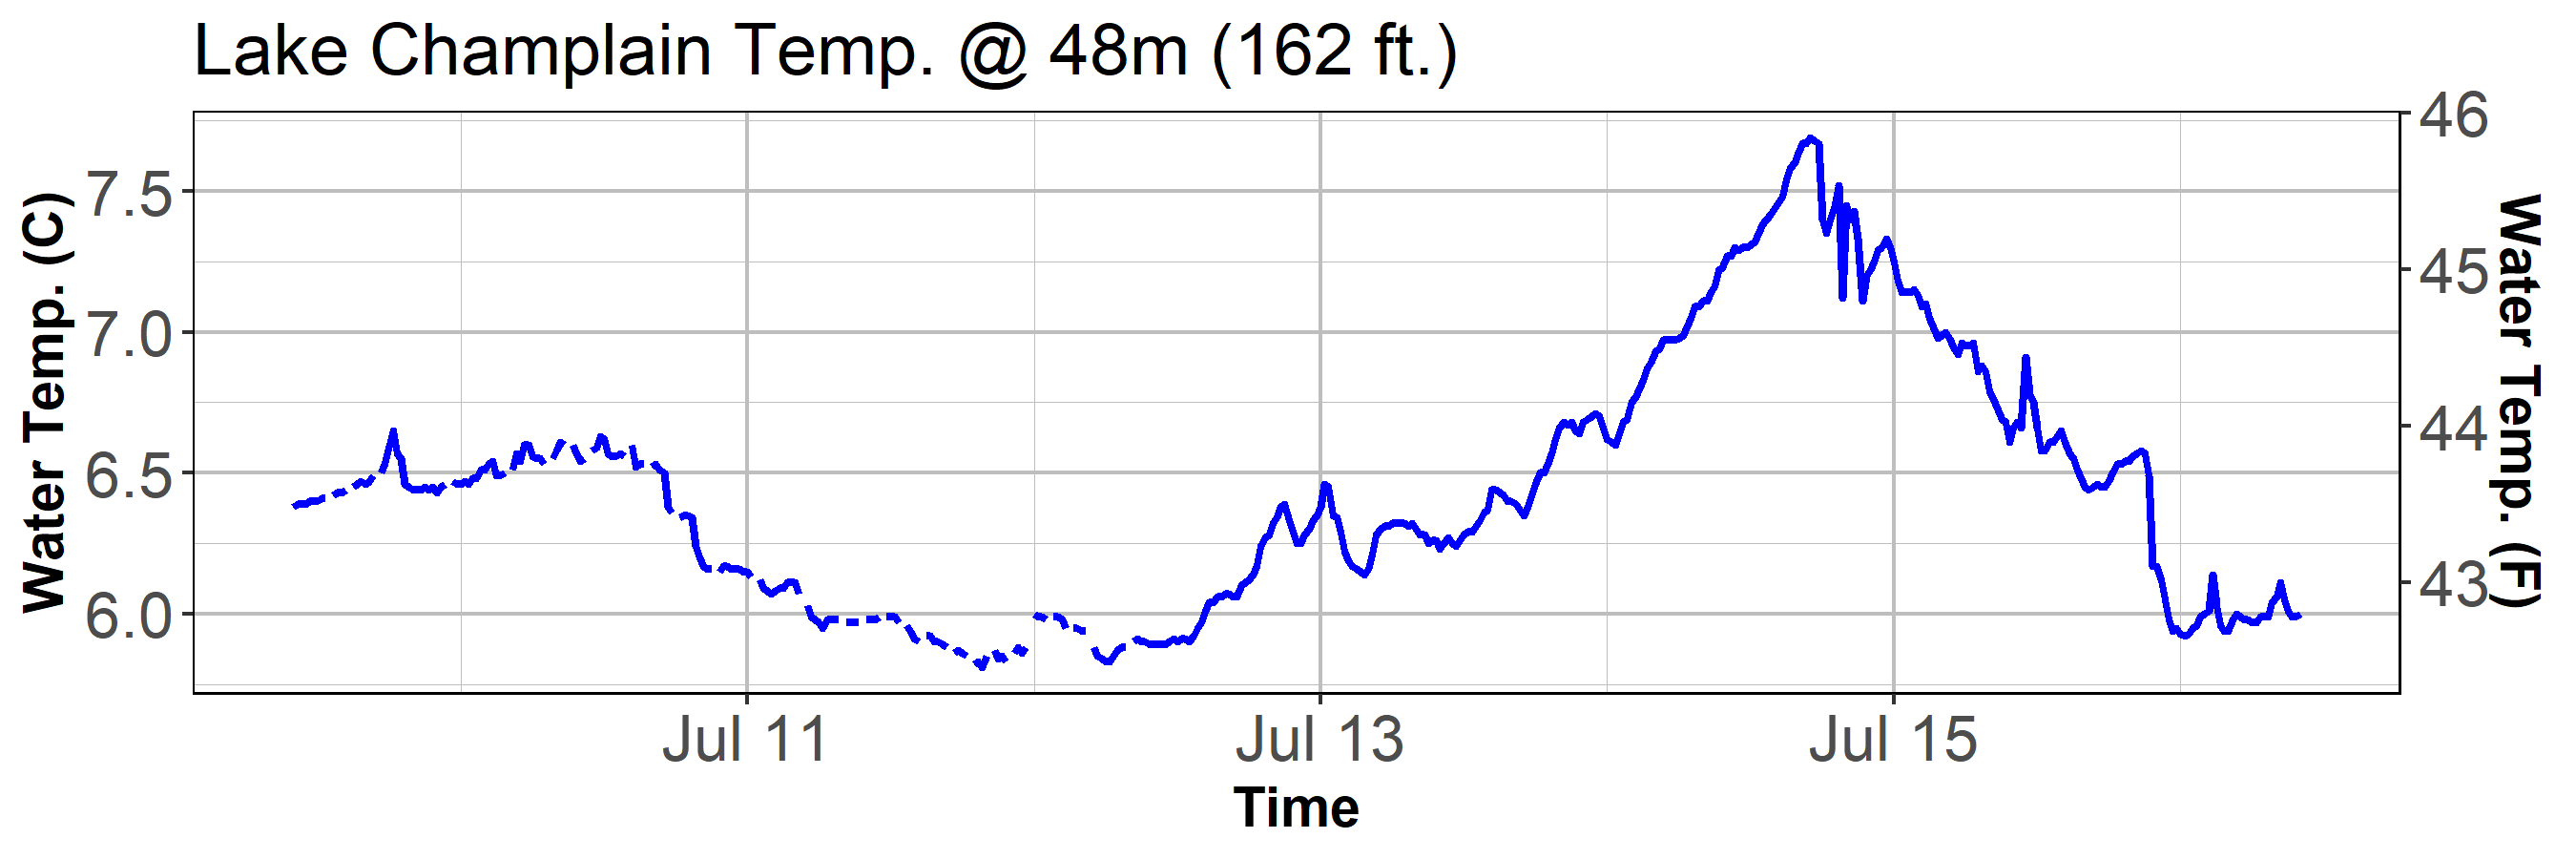 Lake Champlain Temp. @ 48m (162 ft.)
Water Temp. (C)
7.5
7.0
6.5
6.0
46
45
44
43
Water Temp. (F)
Jul 11
Jul 13
Jul 15
Time